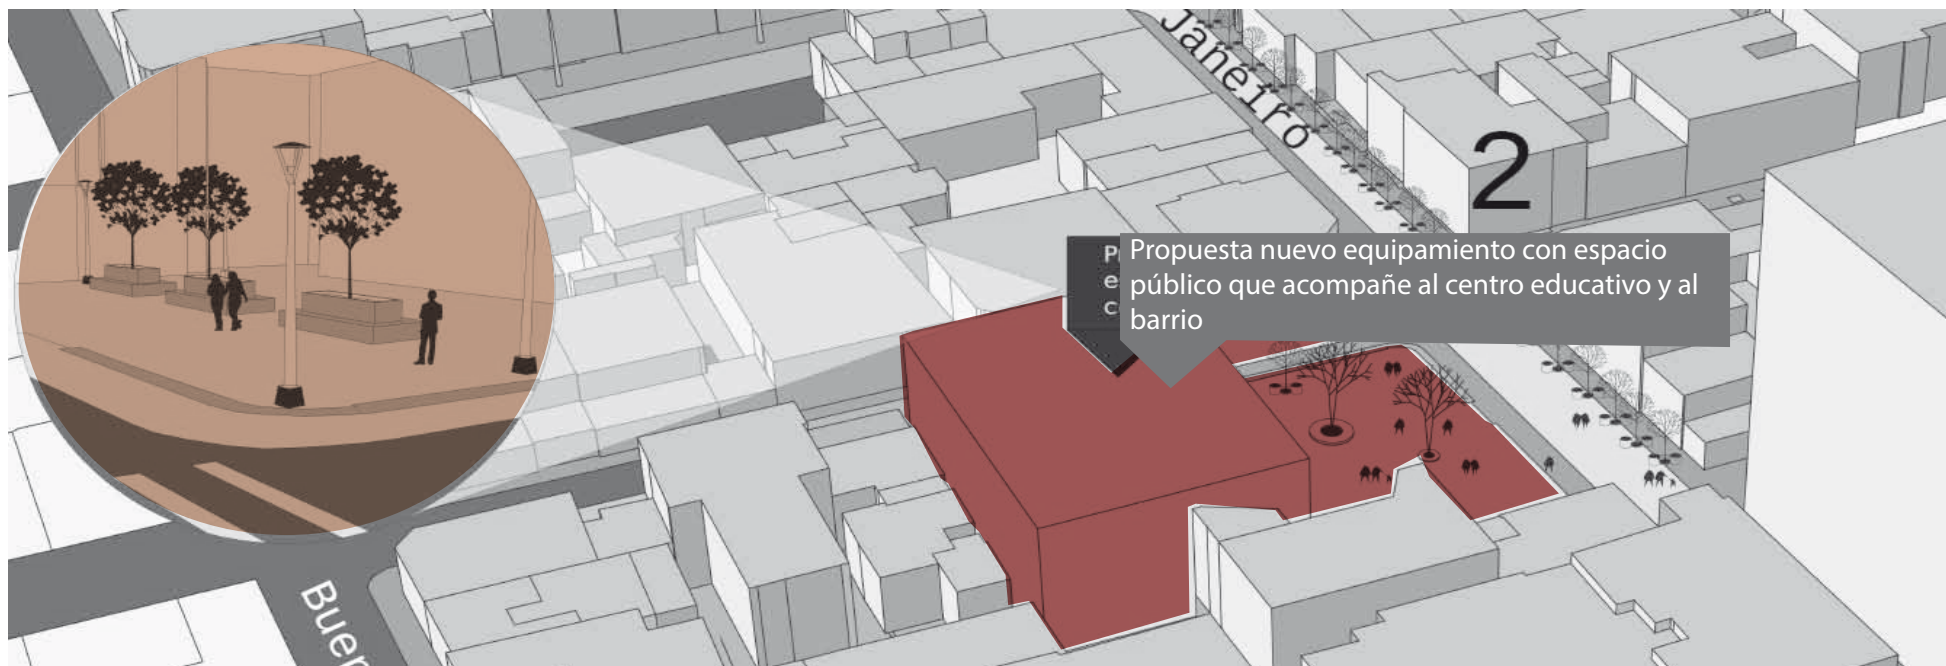 Janeiro
2
Propuesta nuevo equipamiento con espacio
público que acompañe al centro educativo y al
barrio